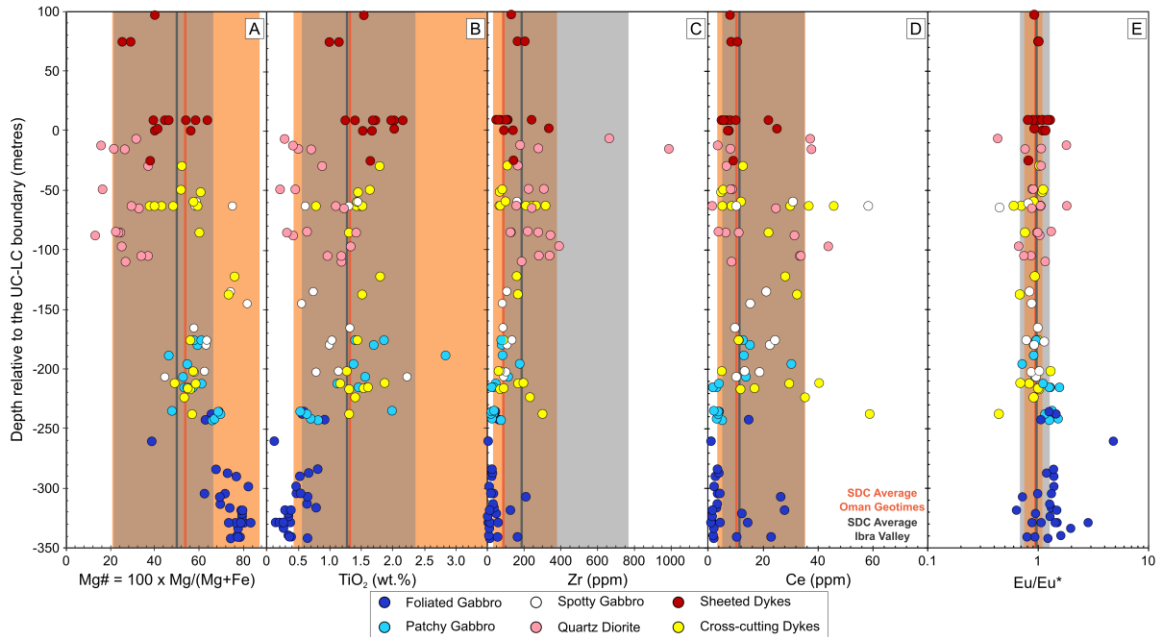 A B C D E
Depth relative to the UC-LC boundary (metres)
100
50
0
-50
-100
-150
-200
-250
-300
-350
SDC Average
Oman Geotimes
SDC Average
Ibra Valley
0 20 40 60 80 0 0.5 1.0 1.5 2.0 2.5 3.0 0 200 400 600 800 1000 0 20 40 60 80 0.1 1 10
Mg# = 100 x Mg/(Mg+Fe) TiO₂ (wt.%) Zr (ppm) Ce (ppm) Eu/Eu*
Foliated Gabbro Spotty Gabbro Sheeted Dykes
Patchy Gabbro Quartz Diorite Cross-cutting Dykes